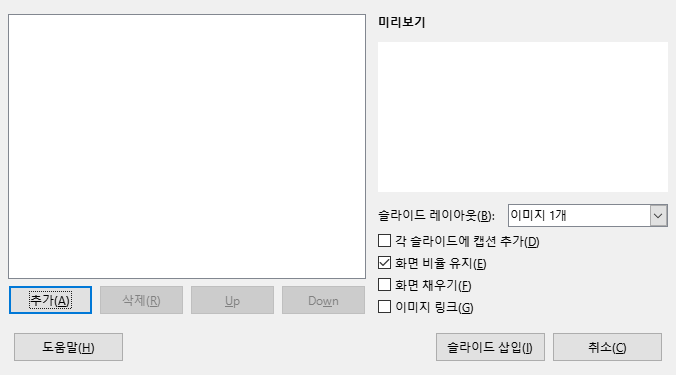 미리보기
슬라이드 레이아웃(B): 이미지 1개
각 슬라이드에 캡션 추가(D)
화면 비율 유지(E)
화면 채우기(F)
이미지 링크(G)
추가(A) 삭제(R) Up Down
도움말(H) 슬라이드 삽입(I) 취소(C)